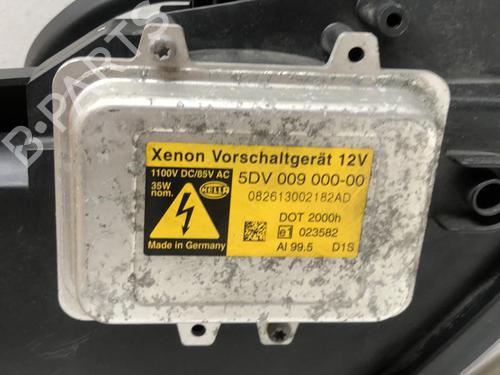 B-PARTS
Xenon Vorschaltgerät 12V
1100V DC/85V AC
35W
nom.
HELLA
5DV 009 000-00
082613002182AD
DOT 2000h
e1 023582
Made in Germany
AI 99.5 D1S